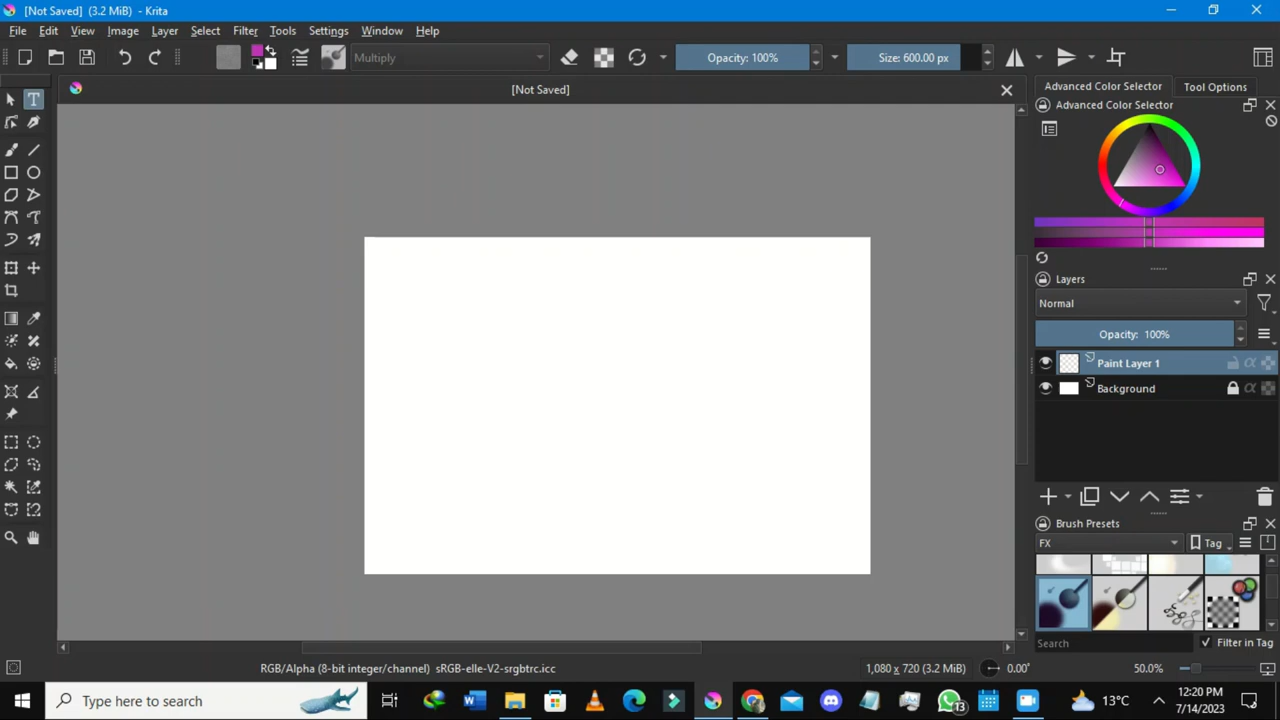 [Not Saved] (3.2 MiB) - Krita
File Edit View Image Layer Select Filter Tools Settings Window Help
Multiply Opacity: 100% Size: 600.00 px
[Not Saved]
Advanced Color Selector Tool Options
Advanced Color Selector
Layers
Normal
Opacity: 100%
Paint Layer 1
Background
Brush Presets
FX Tag
Search Filter in Tag
RGB/Alpha (8-bit integer/channel) sRGB-elle-V2-srgbtrc.icc 1,080 x 720 (3.2 MiB) 0.00° 50.0%
Type here to search 13 13°C 12:20 PM
7/14/2023